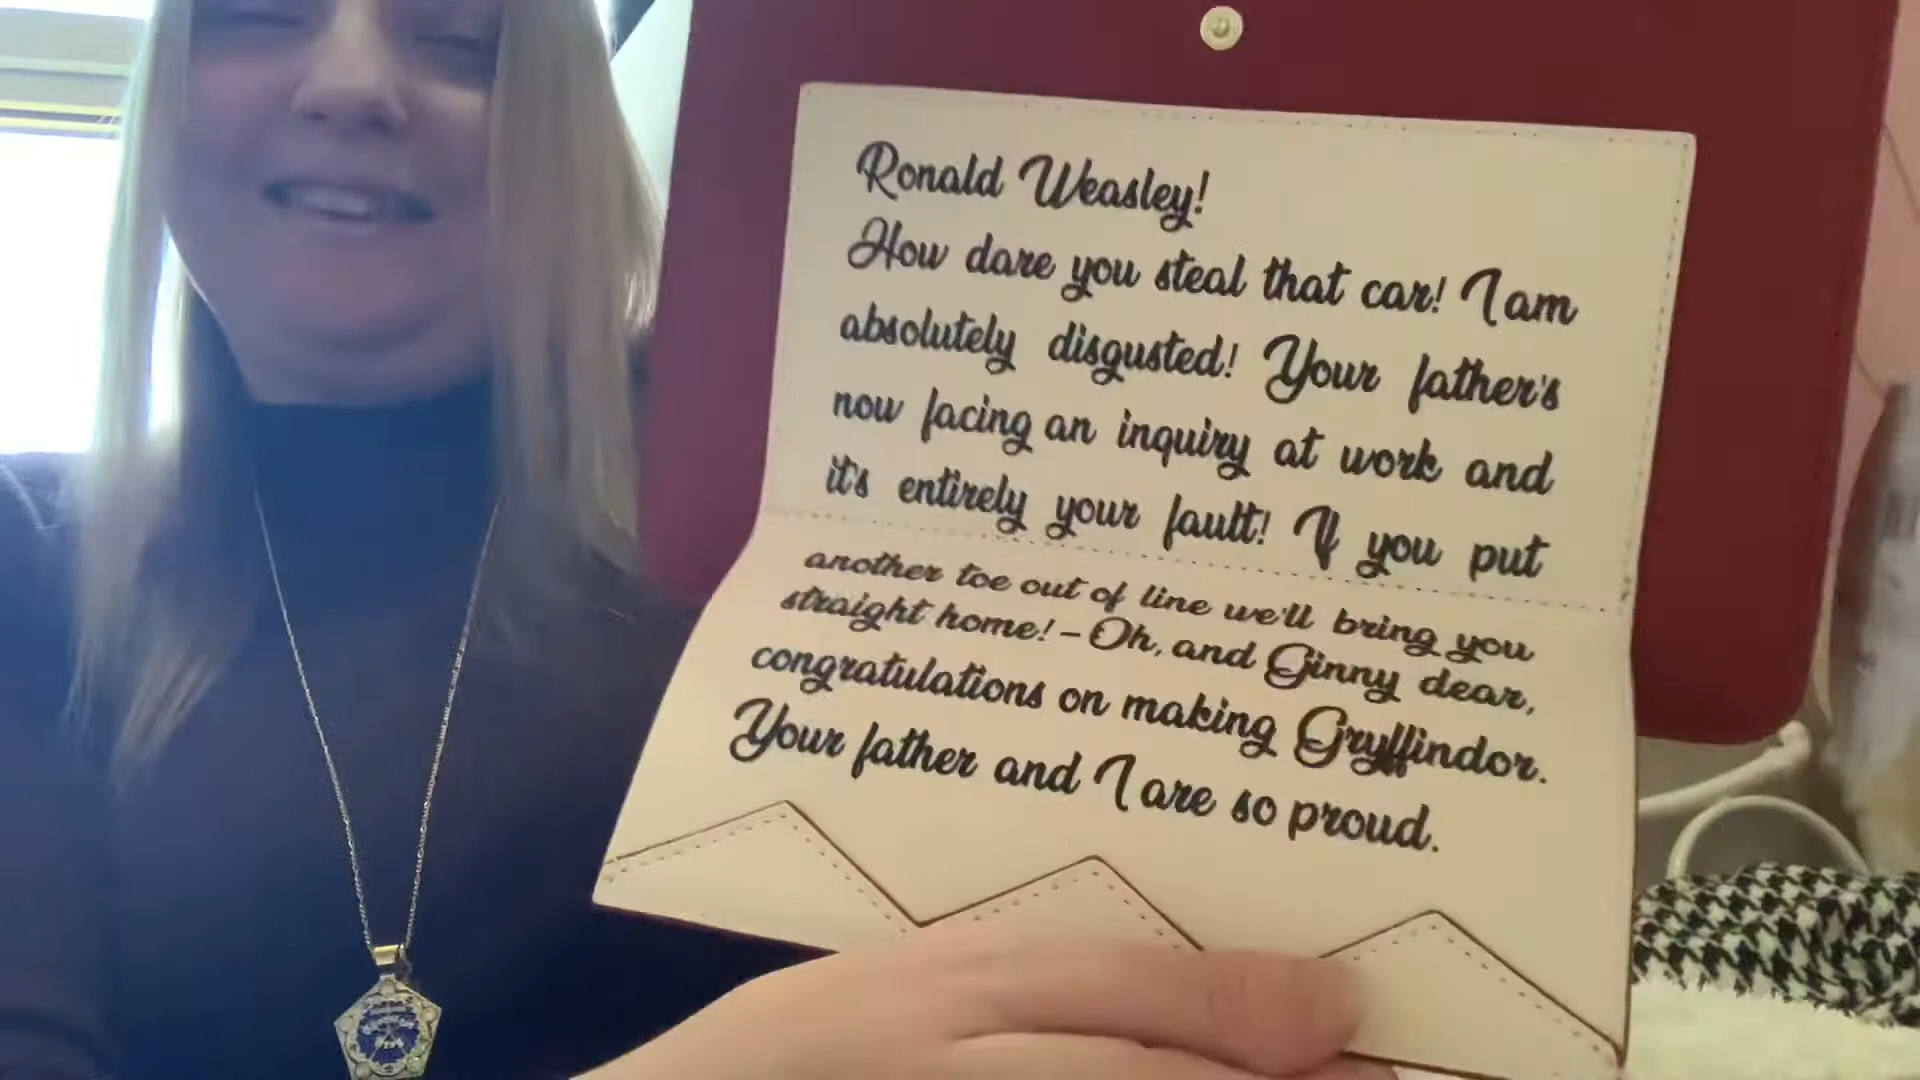 Ronald Weasley!
How dare you steal that car! I am
absolutely disgusted! Your father's
now facing an inquiry at work and
it's entirely your fault! If you put
another toe out of line we'll bring you
straight home! – Oh, and Ginny dear,
congratulations on making Gryffindor.
Your father and I are so proud.